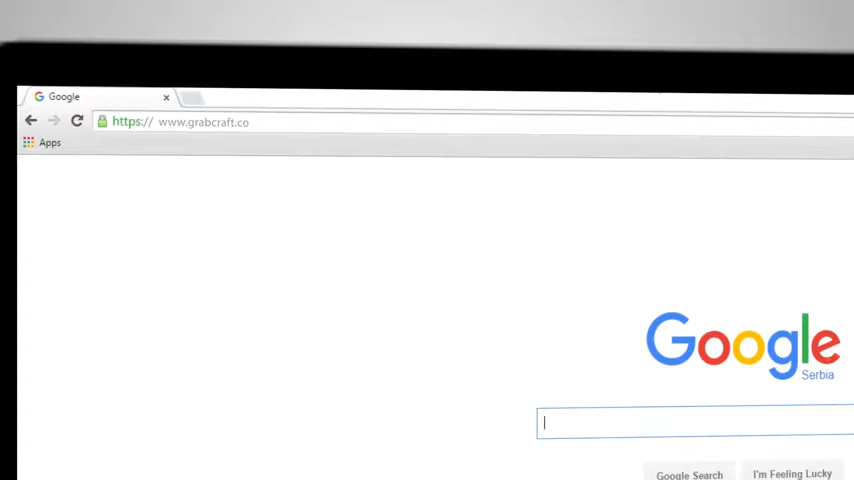 Google
https:// www.grabcraft.co
Apps
Google
Serbia
Google Search
I'm Feeling Lucky